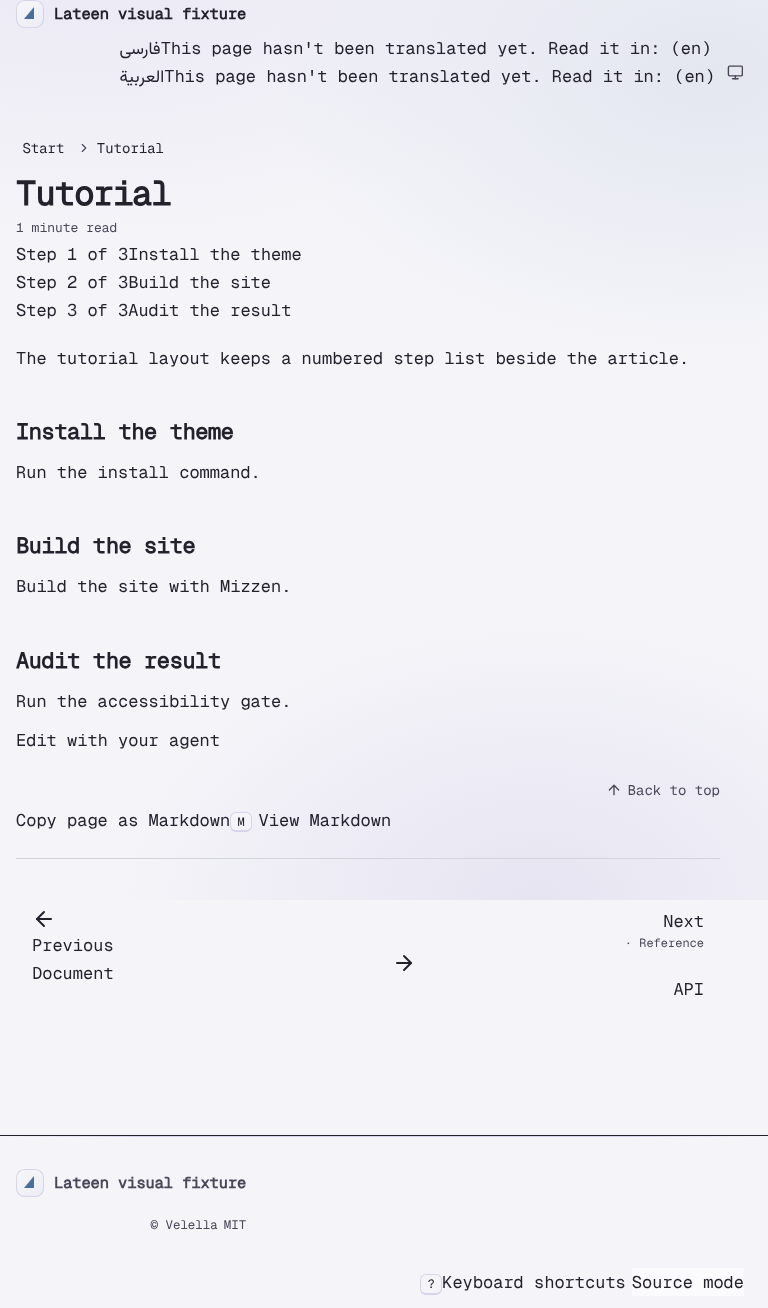 Lateen visual fixture
فارسیThis page hasn't been translated yet. Read it in: (en)
العربيةThis page hasn't been translated yet. Read it in: (en)
Start > Tutorial
Tutorial
1 minute read
Step 1 of 3Install the theme
Step 2 of 3Build the site
Step 3 of 3Audit the result
The tutorial layout keeps a numbered step list beside the article.
Install the theme
Run the install command.
Build the site
Build the site with Mizzen.
Audit the result
Run the accessibility gate.
Edit with your agent
↑ Back to top
Copy page as Markdown M View Markdown
←
Previous
Document
→
Next
· Reference
API
Lateen visual fixture
© Velella MIT
? Keyboard shortcuts Source mode